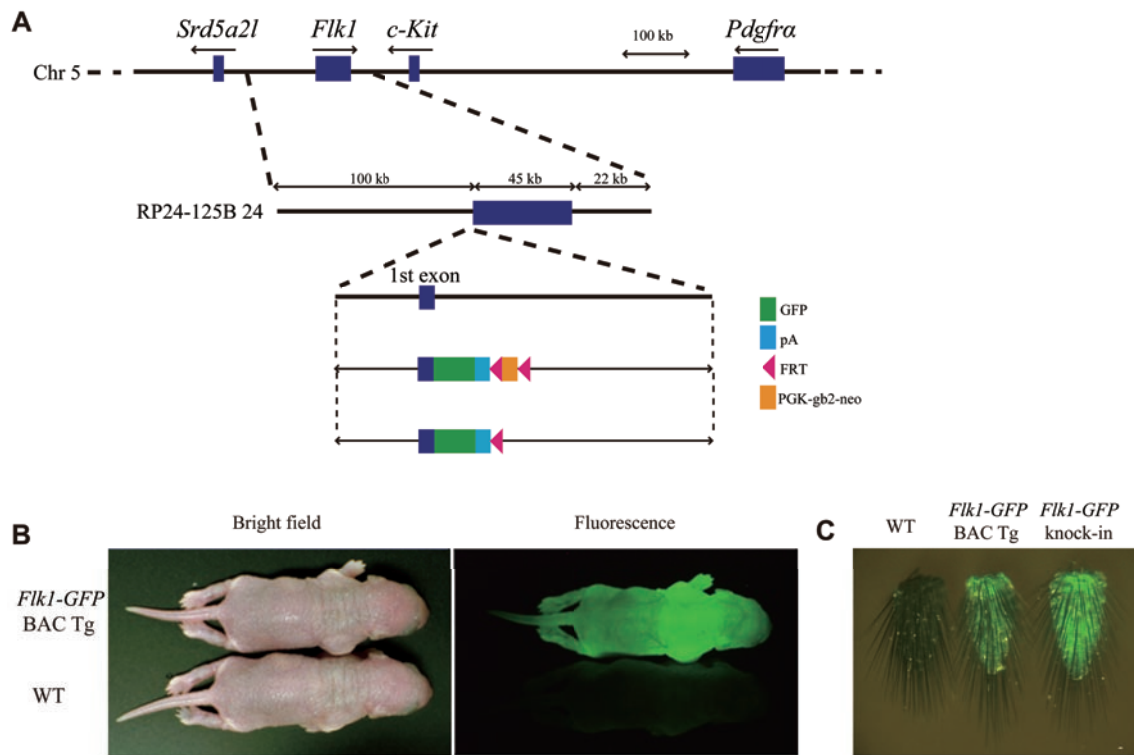 A
Srd5a2l
Flk1
c-Kit
Pdgfrα
100 kb
Chr 5
100 kb
45 kb
22 kb
RP24-125B 24
1st exon
GFP
pA
FRT
PGK-gb2-neo
B
Bright field
Fluorescence
Flk1-GFP
BAC Tg
WT
C
WT
Flk1-GFP
BAC Tg
Flk1-GFP
knock-in